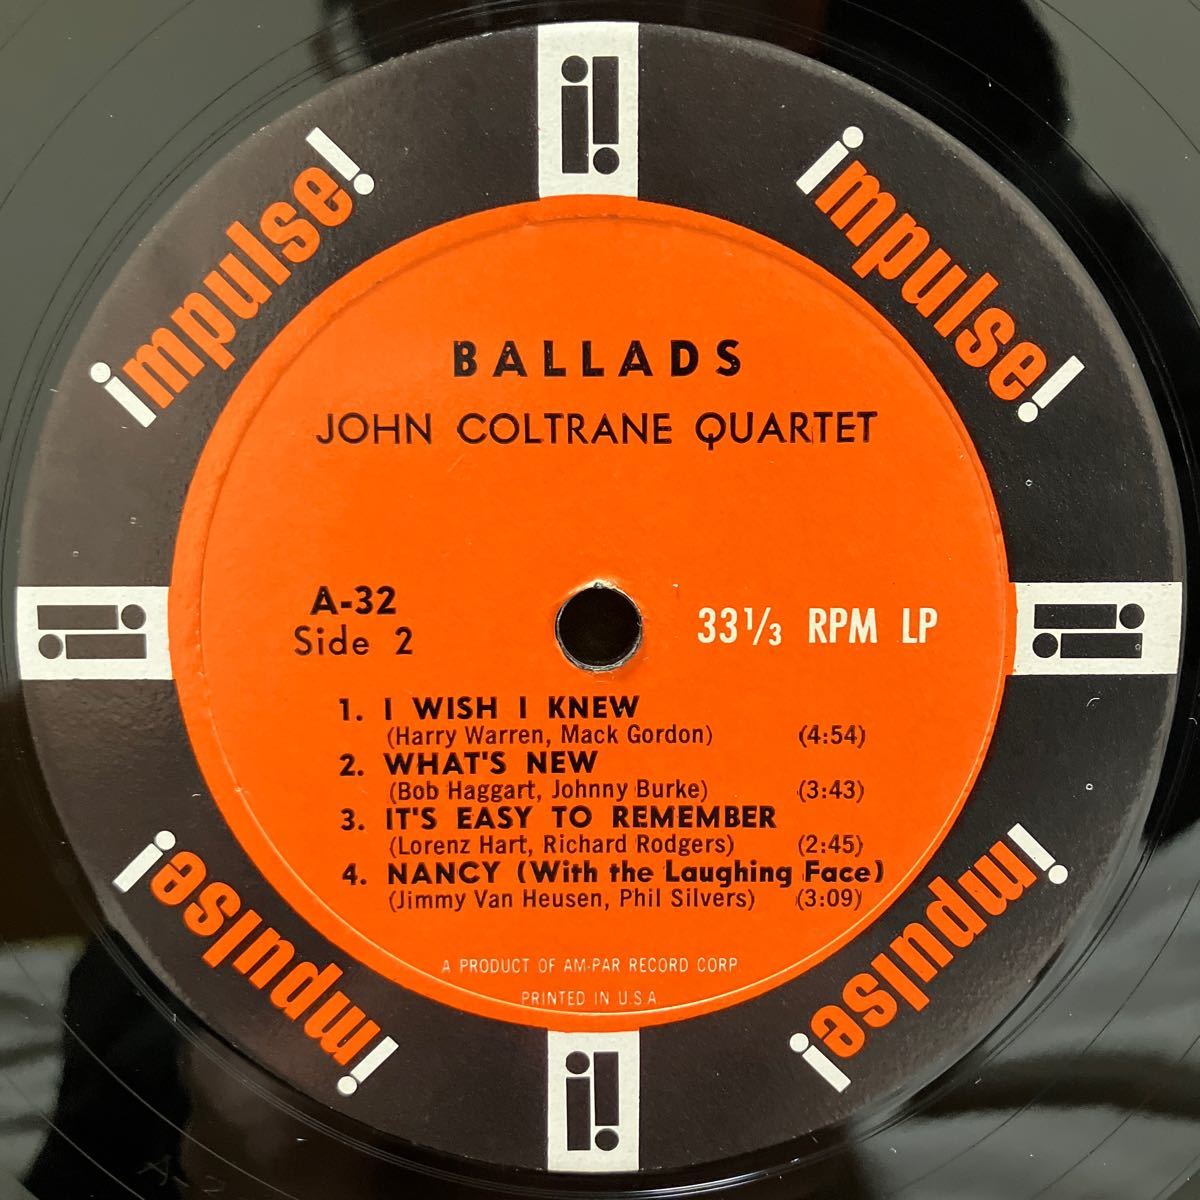 impulse!
impulse!
BALLADS
JOHN COLTRANE QUARTET
A-32
Side 2
33 1/3 RPM LP
1. I WISH I KNEW
(Harry Warren, Mack Gordon) (4:54)
2. WHAT'S NEW
(Bob Haggart, Johnny Burke) (3:43)
3. IT'S EASY TO REMEMBER
(Lorenz Hart, Richard Rodgers) (2:45)
4. NANCY (With the Laughing Face)
(Jimmy Van Heusen, Phil Silvers) (3:09)
A PRODUCT OF AM-PAR RECORD CORP.
PRINTED IN U.S.A.
impulse!
impulse!